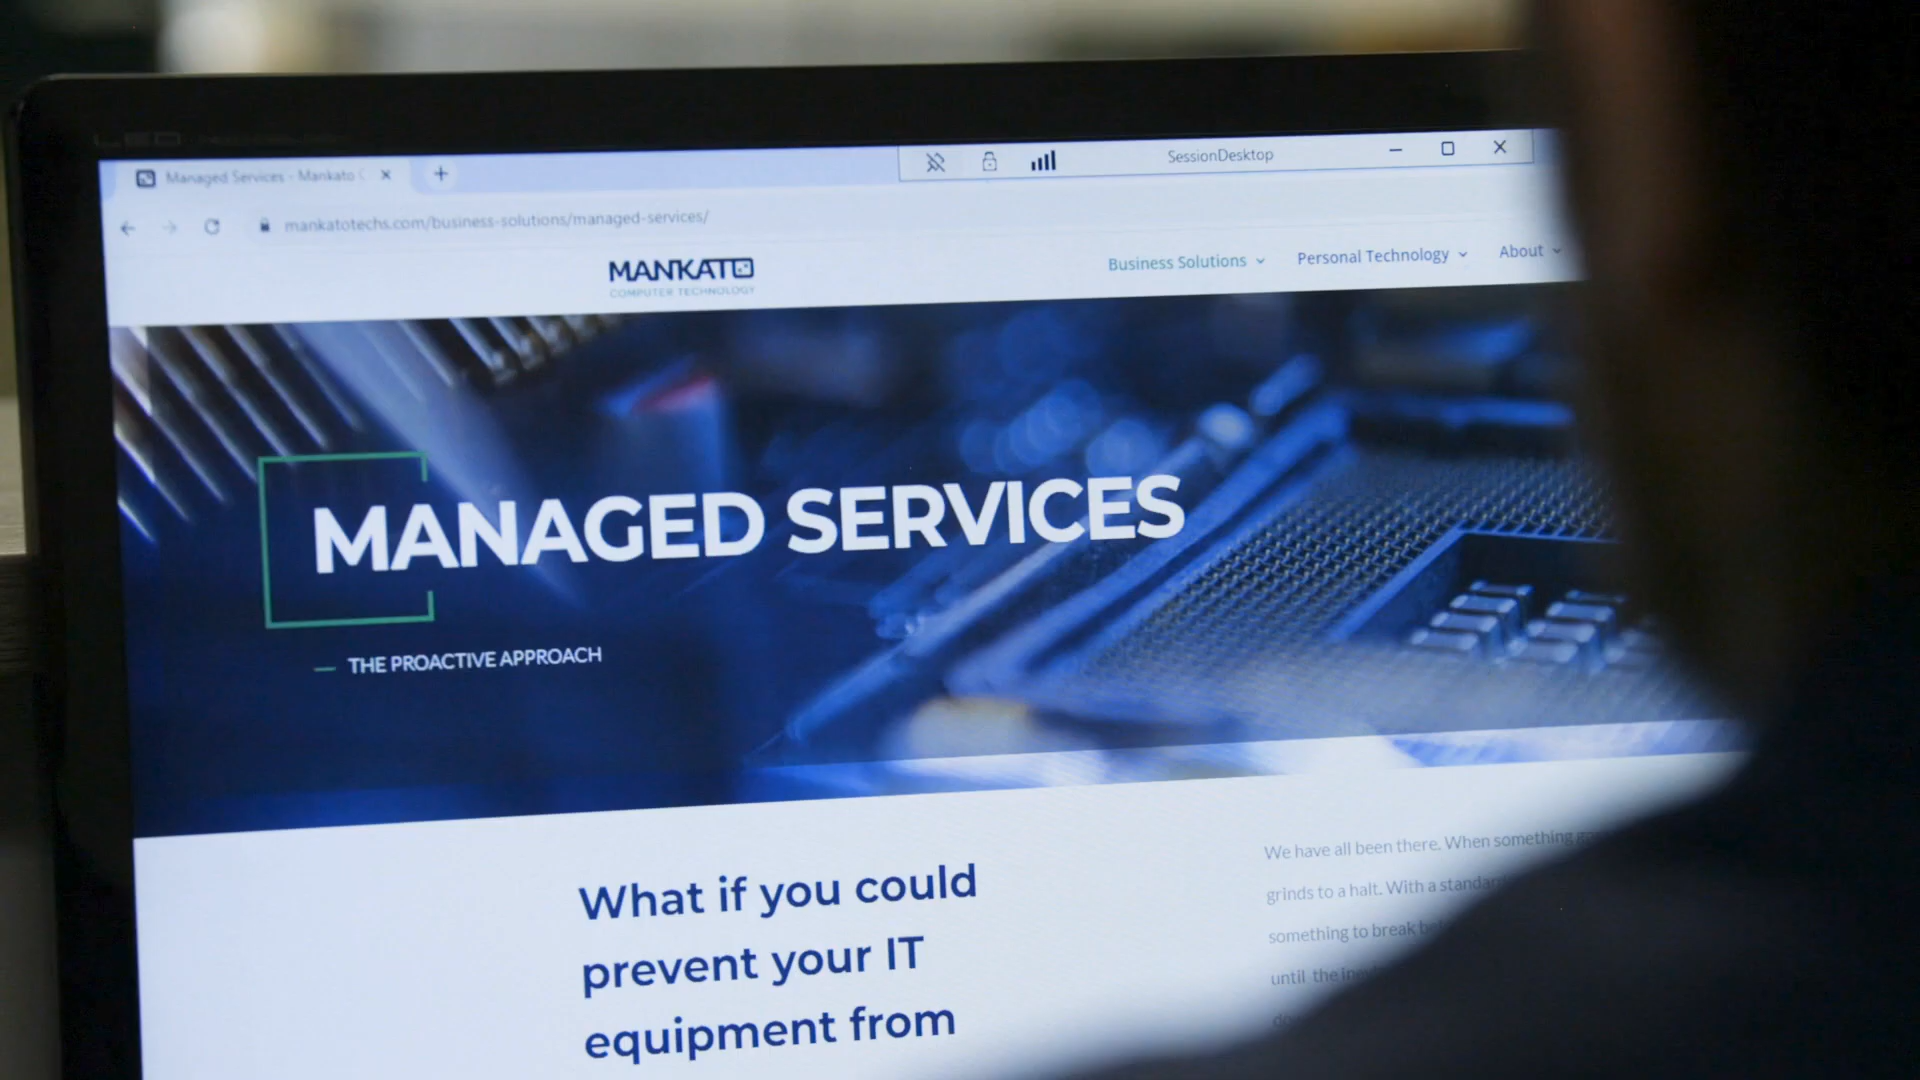 SessionDesktop
Managed Services - Mankato
mankatotechs.com/business-solutions/managed-services/
MANKATO
COMPUTER TECHNOLOGY
Business Solutions
Personal Technology
About
MANAGED SERVICES
THE PROACTIVE APPROACH
What if you could
prevent your IT
equipment from
We have all been there. When something
grinds to a halt. With a standard
something to break
until the